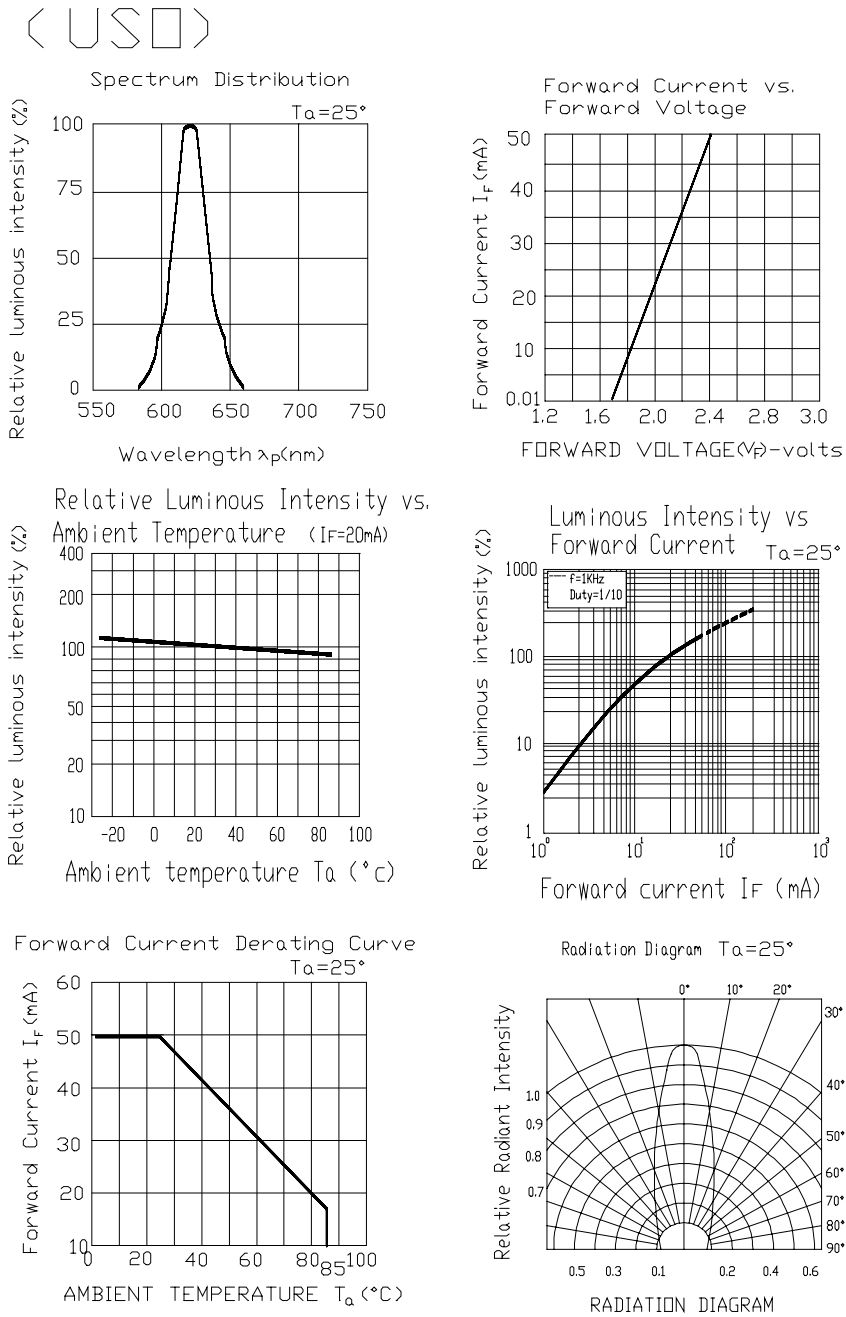 (USO)
Spectrum Distribution
Ta=25°
Relative luminous intensity (%)
100
75
50
25
0
550 600 650 700 750
Wavelength λP(nm)
Forward Current vs.
Forward Voltage
Forward Current IF (mA)
50
40
30
20
10
0.01
1.2 1.6 2.0 2.4 2.8 3.0
FORWARD VOLTAGE(VF)-volts
Relative Luminous Intensity vs.
Ambient Temperature (IF=20mA)
Relative luminous intensity (%)
400
200
100
50
20
10
-20 0 20 40 60 80 100
Ambient temperature Ta (°c)
Luminous Intensity vs
Forward Current Ta=25°
Relative luminous intensity (%)
1000
100
10
1
f=1KHz
Duty=1/10
10⁰ 10¹ 10² 10³
Forward current IF (mA)
Forward Current Derating Curve
Ta=25°
Forward Current IF (mA)
60
50
40
30
20
10
0 20 40 60 80 85 100
AMBIENT TEMPERATURE Ta (°C)
Radiation Diagram Ta=25°
Relative Radiant Intensity
0° 10° 20°
30°
40°
50°
60°
70°
80°
90°
1.0
0.9
0.8
0.7
0.5 0.3 0.1 0.2 0.4 0.6
RADIATION DIAGRAM